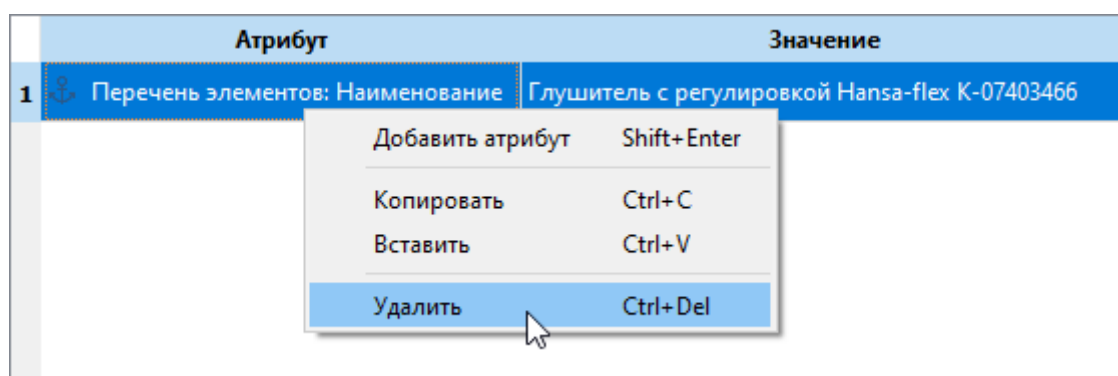 Атрибут Значение
1 Перечень элементов: Наименование Глушитель с регулировкой Hansa-flex К-07403466
Добавить атрибут Shift+Enter
Копировать Ctrl+C
Вставить Ctrl+V
Удалить Ctrl+Del